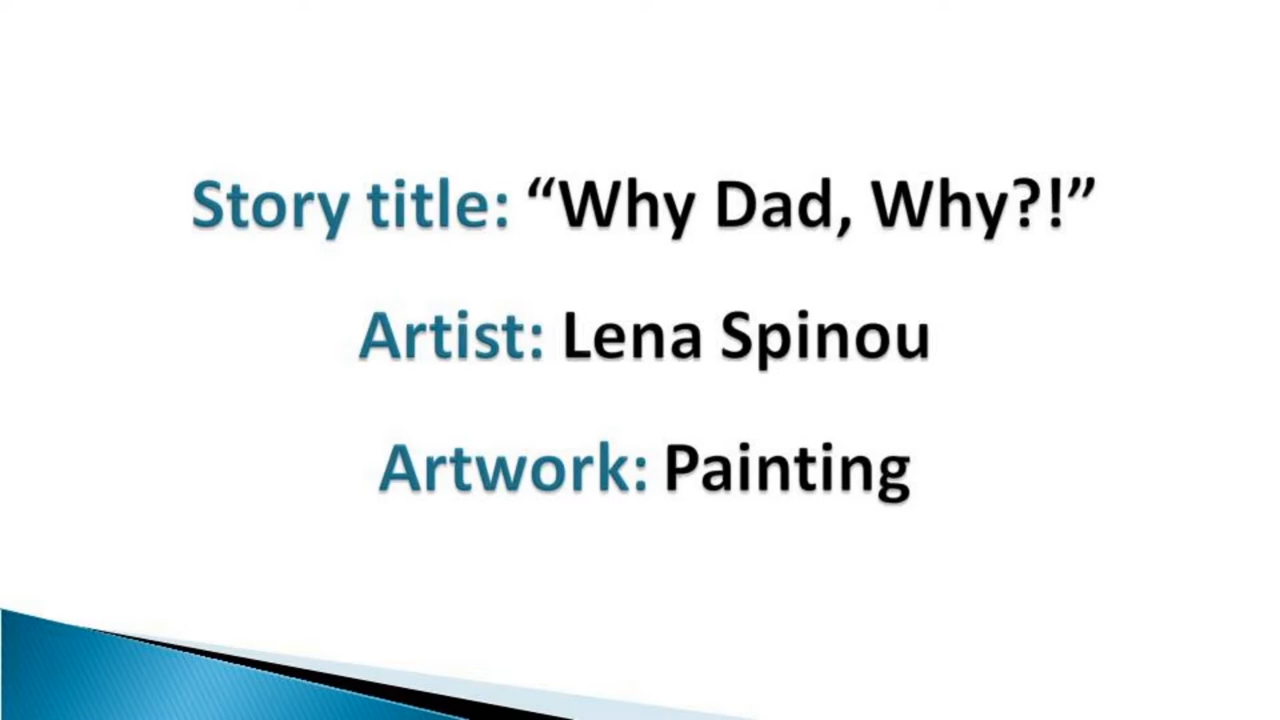 Story title: “Why Dad, Why?!”
Artist: Lena Spinou
Artwork: Painting